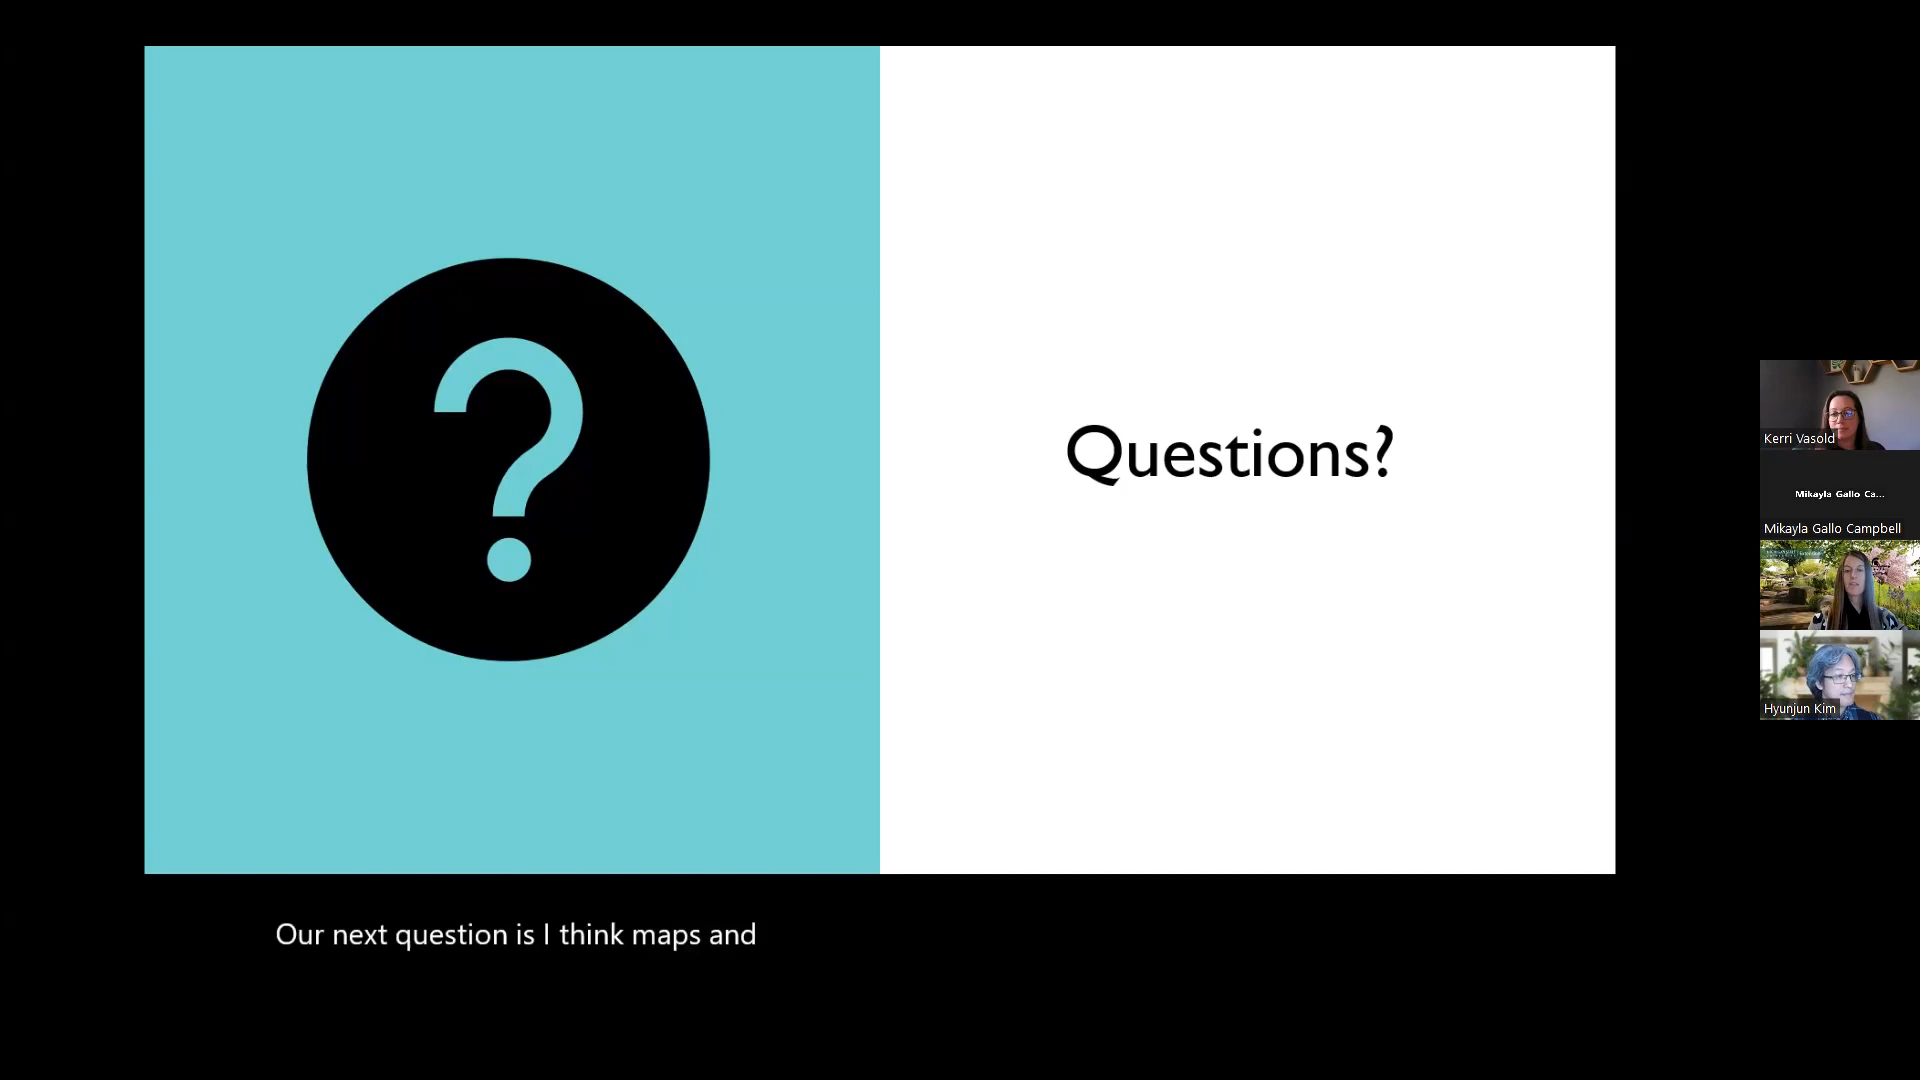 ?
Questions?
Kerri Vasold
Mikayla Gallo Ca...
Mikayla Gallo Campbell
Hyunjun Kim
Our next question is I think maps and